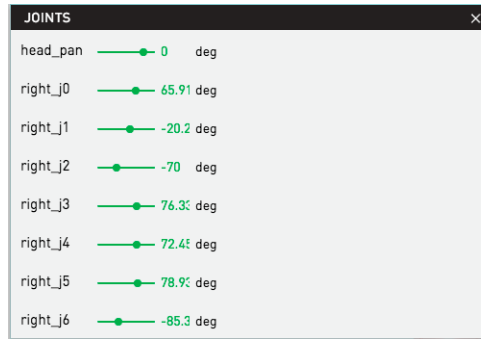 JOINTS ×
head_pan 0 deg
right_j0 65.91 deg
right_j1 -20.2 deg
right_j2 -70 deg
right_j3 76.33 deg
right_j4 72.45 deg
right_j5 78.93 deg
right_j6 -85.3 deg